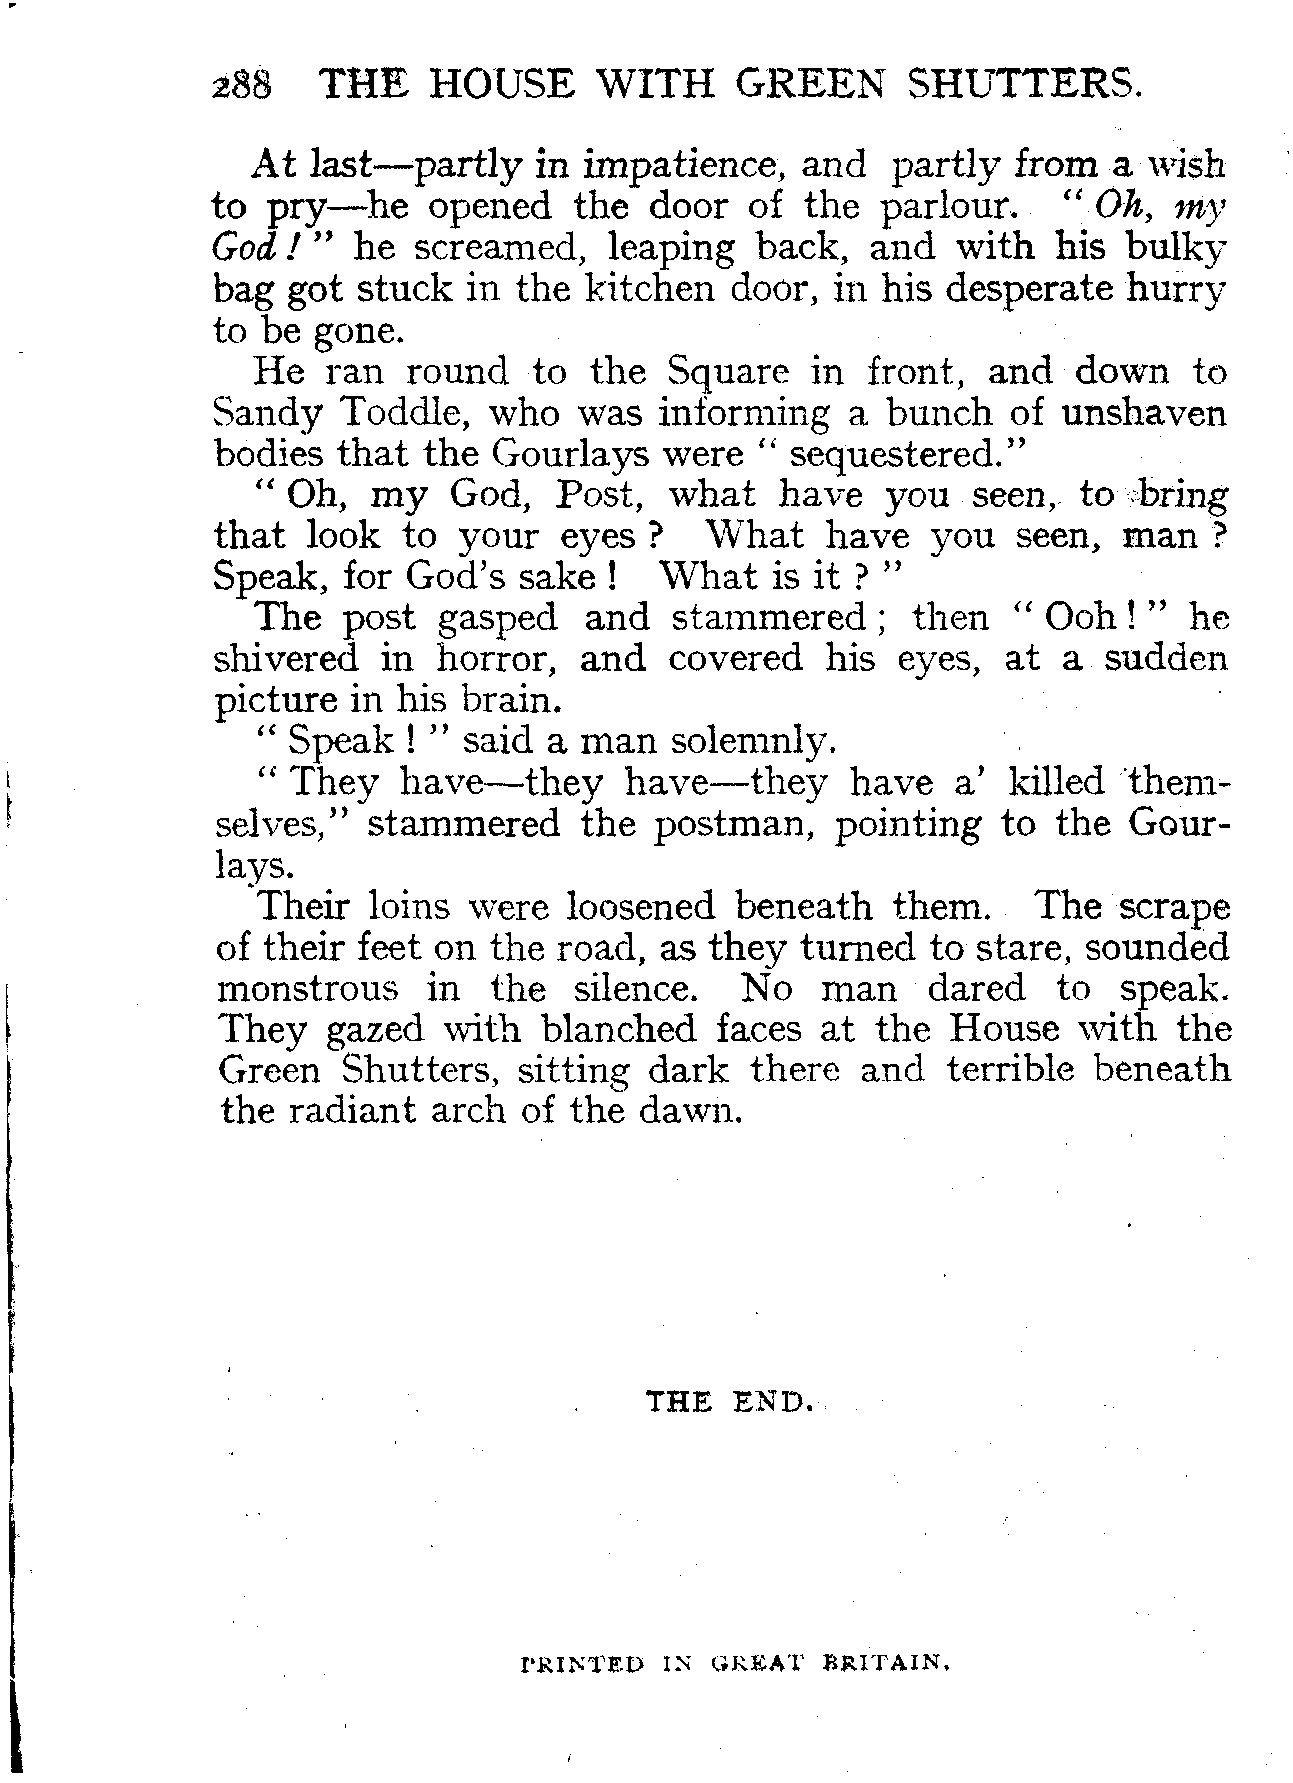 288 THE HOUSE WITH GREEN SHUTTERS.
At last—partly in impatience, and partly from a wish
to pry—he opened the door of the parlour. " Oh, my
God ! " he screamed, leaping back, and with his bulky
bag got stuck in the kitchen door, in his desperate hurry
to be gone.
He ran round to the Square in front, and down to
Sandy Toddle, who was informing a bunch of unshaven
bodies that the Gourlays were " sequestered."
" Oh, my God, Post, what have you seen, to bring
that look to your eyes ? What have you seen, man ?
Speak, for God's sake ! What is it ? "
The post gasped and stammered ; then " Ooh ! " he
shivered in horror, and covered his eyes, at a sudden
picture in his brain.
" Speak ! " said a man solemnly.
" They have—they have—they have a' killed them-
selves," stammered the postman, pointing to the Gour-
lays.
Their loins were loosened beneath them. The scrape
of their feet on the road, as they turned to stare, sounded
monstrous in the silence. No man dared to speak.
They gazed with blanched faces at the House with the
Green Shutters, sitting dark there and terrible beneath
the radiant arch of the dawn.
THE END.
PRINTED IN GREAT BRITAIN.